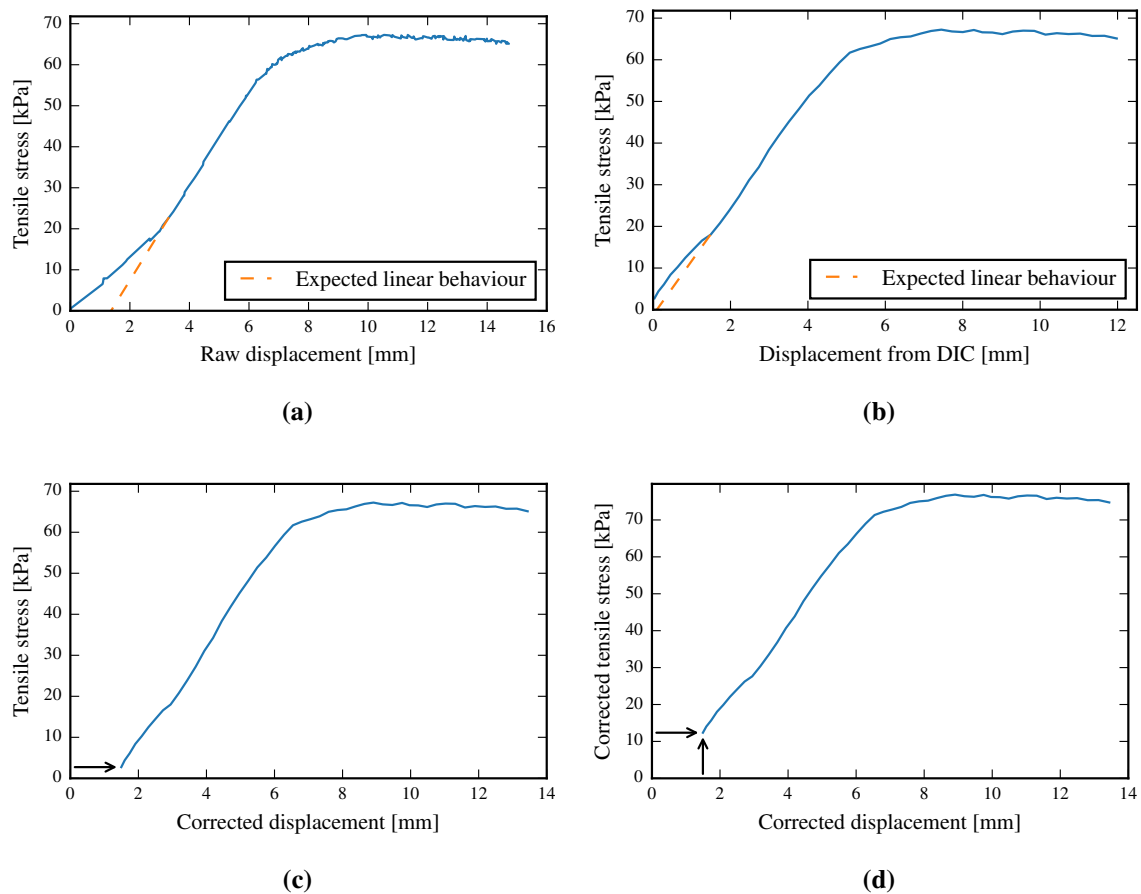 70
60
50
40
30
20
10
0
Tensile stress [kPa]
Expected linear behaviour
0 2 4 6 8 10 12 14 16
Raw displacement [mm]
(a)
70
60
50
40
30
20
10
0
Tensile stress [kPa]
Expected linear behaviour
0 2 4 6 8 10 12
Displacement from DIC [mm]
(b)
70
60
50
40
30
20
10
0
Tensile stress [kPa]
0 2 4 6 8 10 12 14
Corrected displacement [mm]
(c)
70
60
50
40
30
20
10
0
Corrected tensile stress [kPa]
0 2 4 6 8 10 12 14
Corrected displacement [mm]
(d)